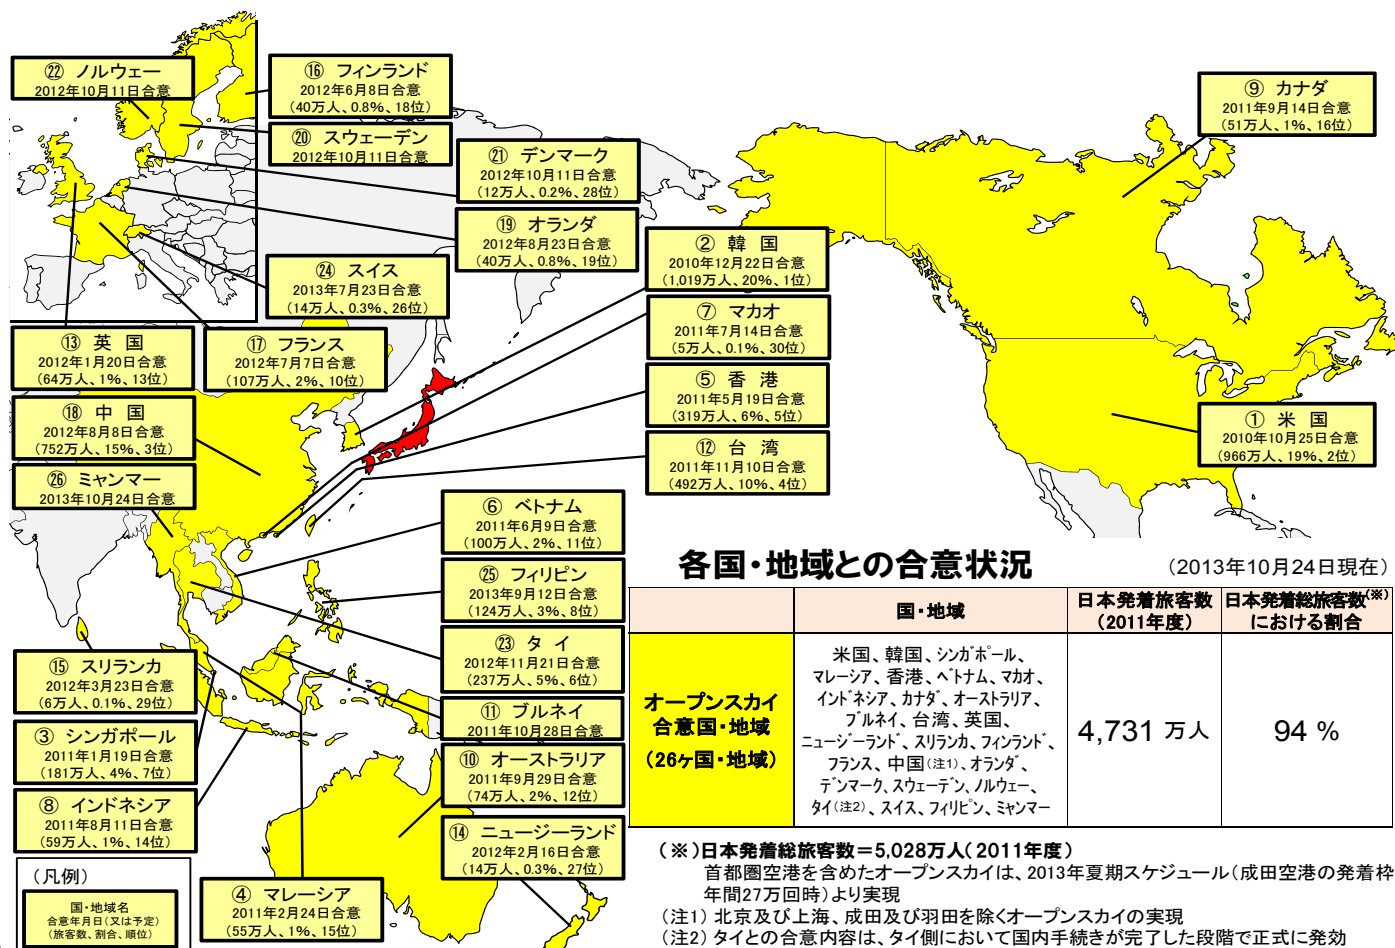 ㉒ ノルウェー
2012年10月11日合意
⑯ フィンランド
2012年6月8日合意
(40万人、0.8%、18位)
⑳ スウェーデン
2012年10月11日合意
㉑ デンマーク
2012年10月11日合意
(12万人、0.2%、28位)
⑲ オランダ
2012年8月23日合意
(40万人、0.8%、19位)
㉔ スイス
2013年7月23日合意
(14万人、0.3%、26位)
⑬ 英 国
2012年1月20日合意
(64万人、1%、13位)
⑰ フランス
2012年7月7日合意
(107万人、2%、10位)
⑱ 中 国
2012年8月8日合意
(752万人、15%、3位)
㉖ ミャンマー
2013年10月24日合意
② 韓 国
2010年12月22日合意
(1,019万人、20%、1位)
⑦ マカオ
2011年7月14日合意
(5万人、0.1%、30位)
⑤ 香 港
2011年5月19日合意
(319万人、6%、5位)
⑫ 台 湾
2011年11月10日合意
(492万人、10%、4位)
⑨ カナダ
2011年9月14日合意
(51万人、1%、16位)
① 米 国
2010年10月25日合意
(966万人、19%、2位)
⑥ ベトナム
2011年6月9日合意
(100万人、2%、11位)
㉕ フィリピン
2013年9月12日合意
(124万人、3%、8位)
㉓ タ イ
2012年11月21日合意
(237万人、5%、6位)
⑪ ブルネイ
2011年10月28日合意
⑩ オーストラリア
2011年9月29日合意
(74万人、2%、12位)
⑭ ニュージーランド
2012年2月16日合意
(14万人、0.3%、27位)
⑮ スリランカ
2012年3月23日合意
(6万人、0.1%、29位)
③ シンガポール
2011年1月19日合意
(181万人、4%、7位)
⑧ インドネシア
2011年8月11日合意
(59万人、1%、14位)
④ マレーシア
2011年2月24日合意
(55万人、1%、15位)
(凡例)
国・地域名
合意年月日(又は予定)
(旅客数、割合、順位)
各国・地域との合意状況
(2013年10月24日現在)
国・地域
日本発着旅客数
(2011年度)
日本発着総旅客数(※)
における割合
オープンスカイ
合意国・地域
(26ヶ国・地域)
米国、韓国、シンガポール、
マレーシア、香港、ベトナム、マカオ、
インドネシア、カナダ、オーストラリア、
ブルネイ、台湾、英国、
ニュージーランド、スリランカ、フィンランド、
フランス、中国(注1)、オランダ、
デンマーク、スウェーデン、ノルウェー、
タイ(注2)、スイス、フィリピン、ミャンマー
4,731 万人
94 %
(※)日本発着総旅客数=5,028万人(2011年度)
首都圏空港を含めたオープンスカイは、2013年夏期スケジュール(成田空港の発着枠
年間27万回時)より実現
(注1) 北京及び上海、成田及び羽田を除くオープンスカイの実現
(注2) タイとの合意内容は、タイ側において国内手続きが完了した段階で正式に発効